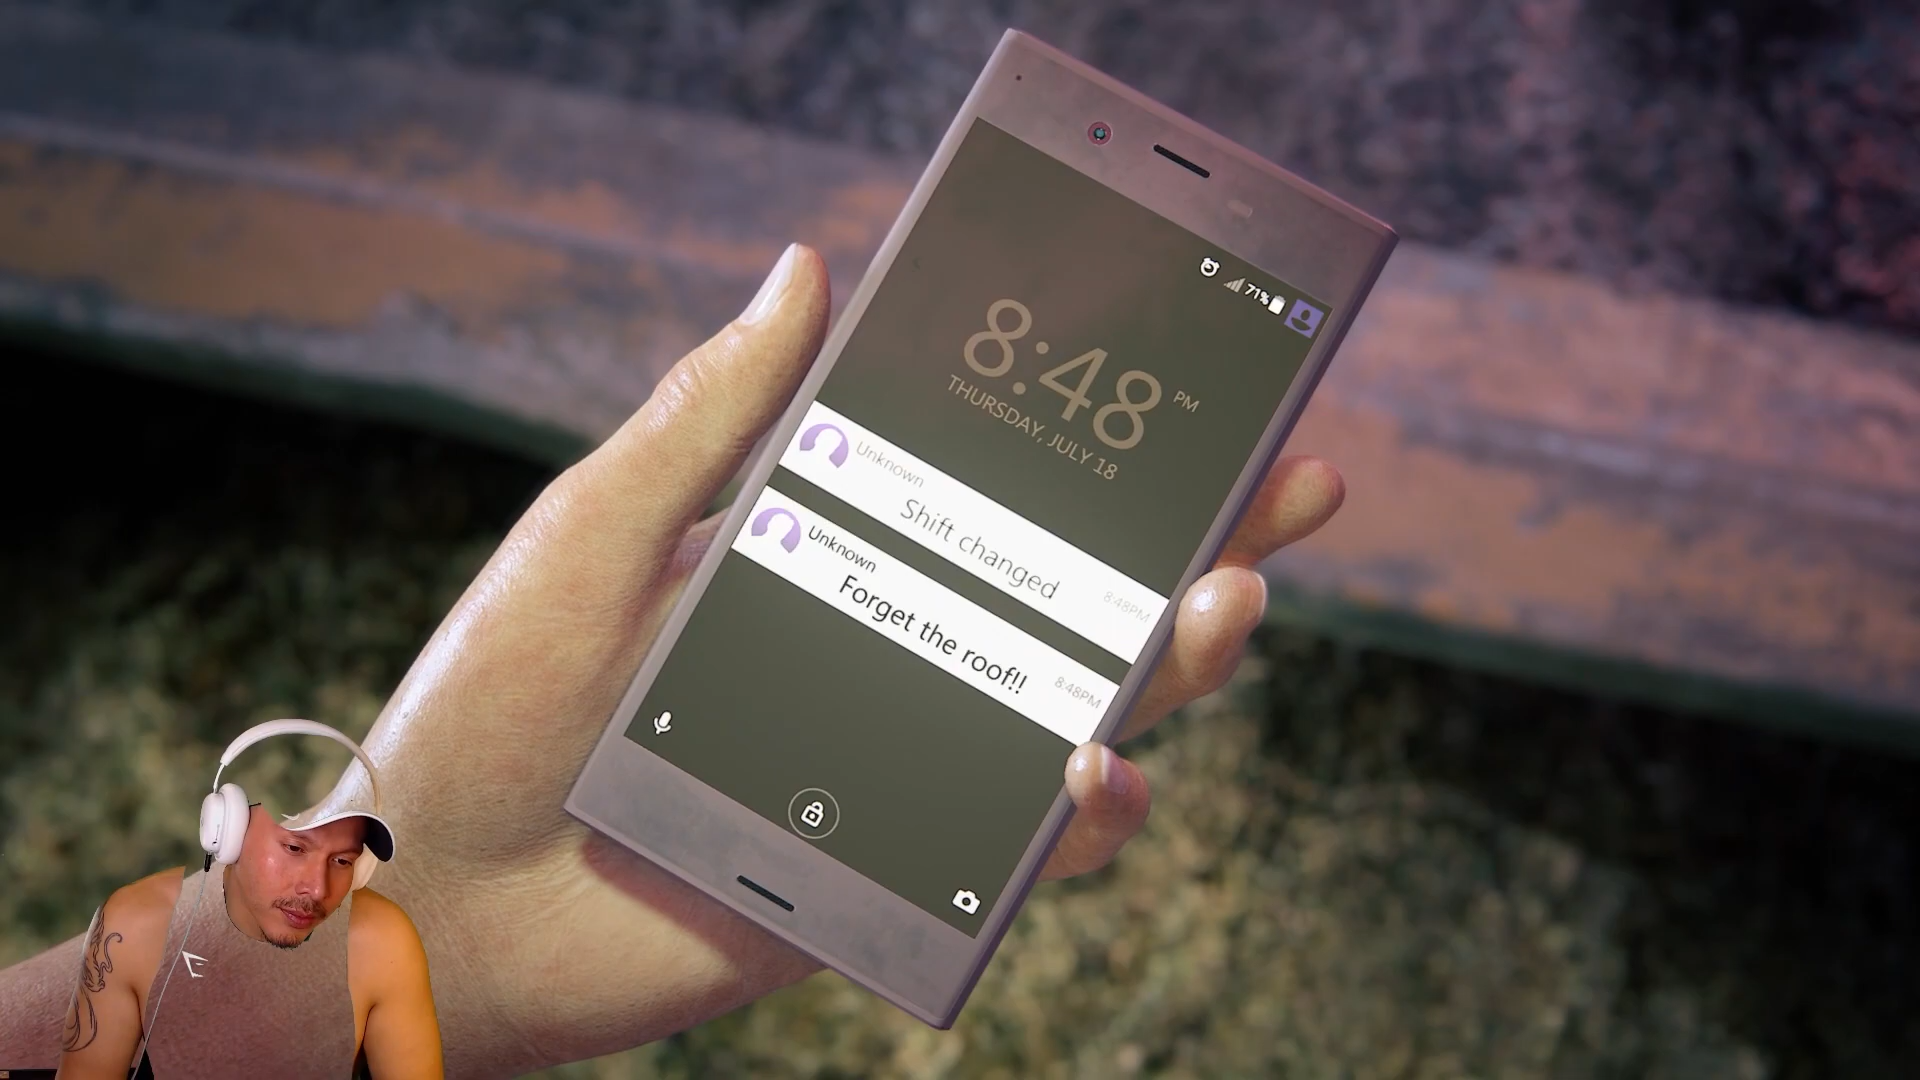 71%
8:48 PM
THURSDAY, JULY 18
Unknown
Shift changed
8:48PM
Unknown
Forget the roof!!
8:48PM